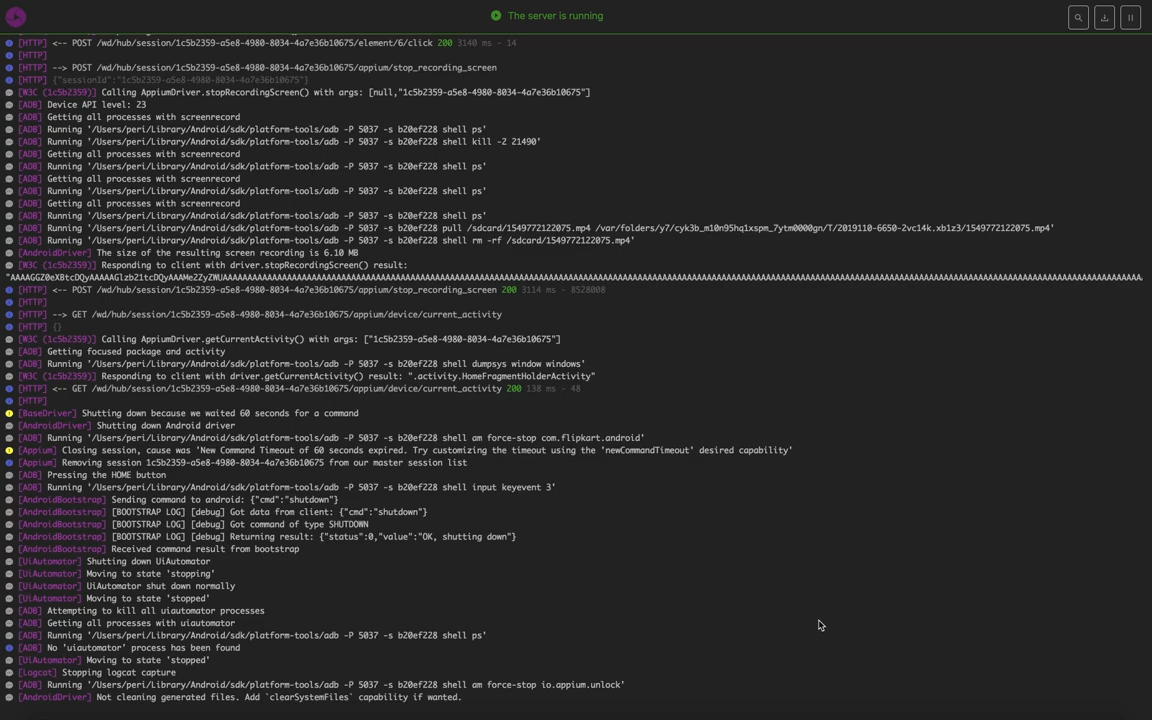 The server is running
[HTTP] <-- POST /wd/hub/session/1c5b2359-a5e8-4980-8034-4a7e36b10675/element/6/click 200 3140 ms - 14
[HTTP]
[HTTP] --> POST /wd/hub/session/1c5b2359-a5e8-4980-8034-4a7e36b10675/appium/stop_recording_screen
[HTTP] {"sessionId":"1c5b2359-a5e8-4980-8034-4a7e36b10675"}
[W3C (1c5b2359)] Calling AppiumDriver.stopRecordingScreen() with args: [null,"1c5b2359-a5e8-4980-8034-4a7e36b10675"]
[ADB] Device API level: 23
[ADB] Getting all processes with screenrecord
[ADB] Running '/Users/peri/Library/Android/sdk/platform-tools/adb -P 5037 -s b20ef228 shell ps'
[ADB] Running '/Users/peri/Library/Android/sdk/platform-tools/adb -P 5037 -s b20ef228 shell kill -2 21490'
[ADB] Getting all processes with screenrecord
[ADB] Running '/Users/peri/Library/Android/sdk/platform-tools/adb -P 5037 -s b20ef228 shell ps'
[ADB] Getting all processes with screenrecord
[ADB] Running '/Users/peri/Library/Android/sdk/platform-tools/adb -P 5037 -s b20ef228 shell ps'
[ADB] Getting all processes with screenrecord
[ADB] Running '/Users/peri/Library/Android/sdk/platform-tools/adb -P 5037 -s b20ef228 shell ps'
[ADB] Running '/Users/peri/Library/Android/sdk/platform-tools/adb -P 5037 -s b20ef228 pull /sdcard/1549772122075.mp4 /var/folders/y7/cyk3b_m10n95hq1xspm_7ytm0000gn/T/2019110-6650-2vc14k.xb1z3/1549772122075.mp4'
[ADB] Running '/Users/peri/Library/Android/sdk/platform-tools/adb -P 5037 -s b20ef228 shell rm -rf /sdcard/1549772122075.mp4'
[AndroidDriver] The size of the resulting screen recording is 6.10 MB
[W3C (1c5b2359)] Responding to client with driver.stopRecordingScreen() result:
[HTTP] <-- POST /wd/hub/session/1c5b2359-a5e8-4980-8034-4a7e36b10675/appium/stop_recording_screen 200 3114 ms - 8528008
[HTTP]
[HTTP] --> GET /wd/hub/session/1c5b2359-a5e8-4980-8034-4a7e36b10675/appium/device/current_activity
[HTTP] {}
[W3C (1c5b2359)] Calling AppiumDriver.getCurrentActivity() with args: ["1c5b2359-a5e8-4980-8034-4a7e36b10675"]
[ADB] Getting focused package and activity
[ADB] Running '/Users/peri/Library/Android/sdk/platform-tools/adb -P 5037 -s b20ef228 shell dumpsys window windows'
[W3C (1c5b2359)] Responding to client with driver.getCurrentActivity() result: ".activity.HomeFragmentHolderActivity"
[HTTP] <-- GET /wd/hub/session/1c5b2359-a5e8-4980-8034-4a7e36b10675/appium/device/current_activity 200 138 ms - 48
[HTTP]
[BaseDriver] Shutting down because we waited 60 seconds for a command
[AndroidDriver] Shutting down Android driver
[ADB] Running '/Users/peri/Library/Android/sdk/platform-tools/adb -P 5037 -s b20ef228 shell am force-stop com.flipkart.android'
[Appium] Closing session, cause was 'New Command Timeout of 60 seconds expired. Try customizing the timeout using the 'newCommandTimeout' desired capability'
[Appium] Removing session 1c5b2359-a5e8-4980-8034-4a7e36b10675 from our master session list
[ADB] Pressing the HOME button
[ADB] Running '/Users/peri/Library/Android/sdk/platform-tools/adb -P 5037 -s b20ef228 shell input keyevent 3'
[AndroidBootstrap] Sending command to android: {"cmd":"shutdown"}
[AndroidBootstrap] [BOOTSTRAP LOG] [debug] Got data from client: {"cmd":"shutdown"}
[AndroidBootstrap] [BOOTSTRAP LOG] [debug] Got command of type SHUTDOWN
[AndroidBootstrap] [BOOTSTRAP LOG] [debug] Returning result: {"status":0,"value":"OK, shutting down"}
[AndroidBootstrap] Received command result from bootstrap
[UiAutomator] Shutting down UiAutomator
[UiAutomator] Moving to state 'stopping'
[UiAutomator] UiAutomator shut down normally
[UiAutomator] Moving to state 'stopped'
[ADB] Attempting to kill all uiautomator processes
[ADB] Getting all processes with uiautomator
[ADB] Running '/Users/peri/Library/Android/sdk/platform-tools/adb -P 5037 -s b20ef228 shell ps'
[ADB] No 'uiautomator' process has been found
[UiAutomator] Moving to state 'stopped'
[Logcat] Stopping logcat capture
[ADB] Running '/Users/peri/Library/Android/sdk/platform-tools/adb -P 5037 -s b20ef228 shell am force-stop io.appium.unlock'
[AndroidDriver] Not cleaning generated files. Add `clearSystemFiles` capability if wanted.